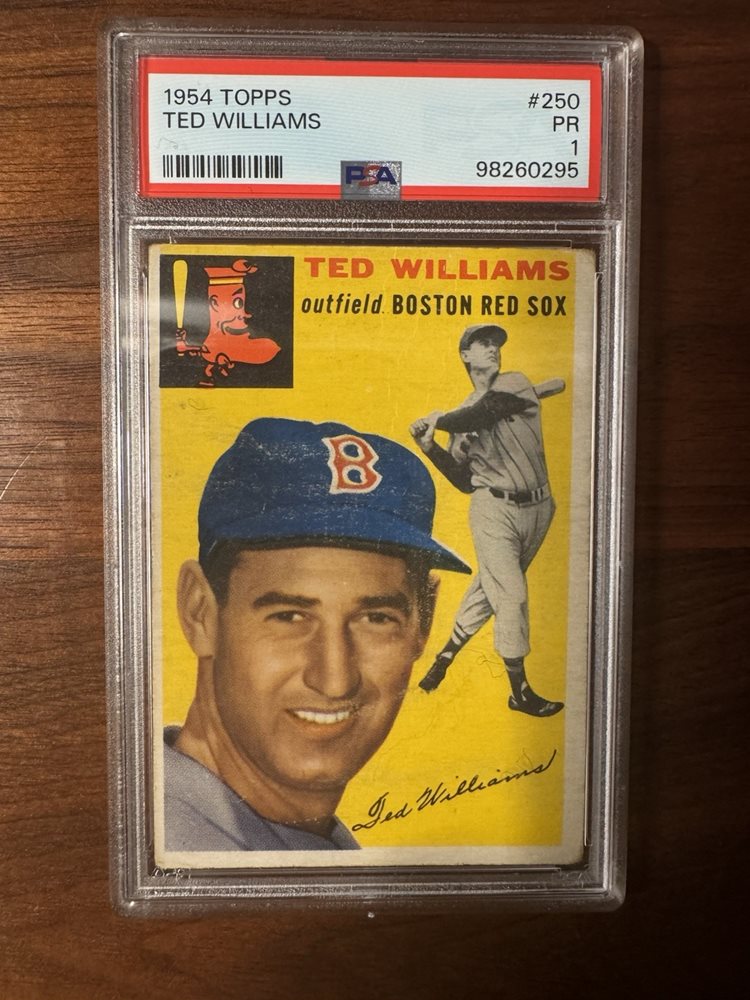 1954 TOPPS
#250
TED WILLIAMS
PR
1
PSA
98260295
TED WILLIAMS
outfield BOSTON RED SOX
B
Ted Williams